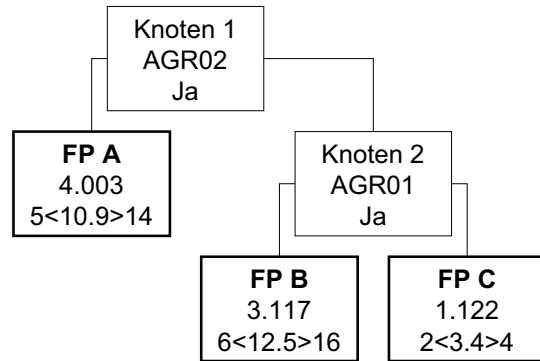 Knoten 1
AGR02
Ja
FP A
4.003
5<10.9>14
Knoten 2
AGR01
Ja
FP B
3.117
6<12.5>16
FP C
1.122
2<3.4>4